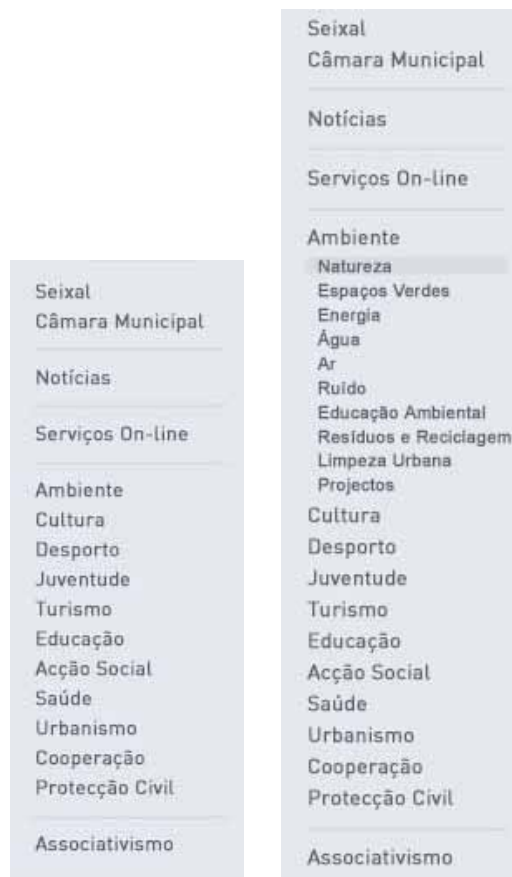 Seixal
Câmara Municipal
Notícias
Serviços On-line
Ambiente
Cultura
Desporto
Juventude
Turismo
Educação
Acção Social
Saúde
Urbanismo
Cooperação
Protecção Civil
Associativismo
Seixal
Câmara Municipal
Notícias
Serviços On-line
Ambiente
Natureza
Espaços Verdes
Energia
Água
Ar
Ruído
Educação Ambiental
Resíduos e Reciclagem
Limpeza Urbana
Projectos
Cultura
Desporto
Juventude
Turismo
Educação
Acção Social
Saúde
Urbanismo
Cooperação
Protecção Civil
Associativismo